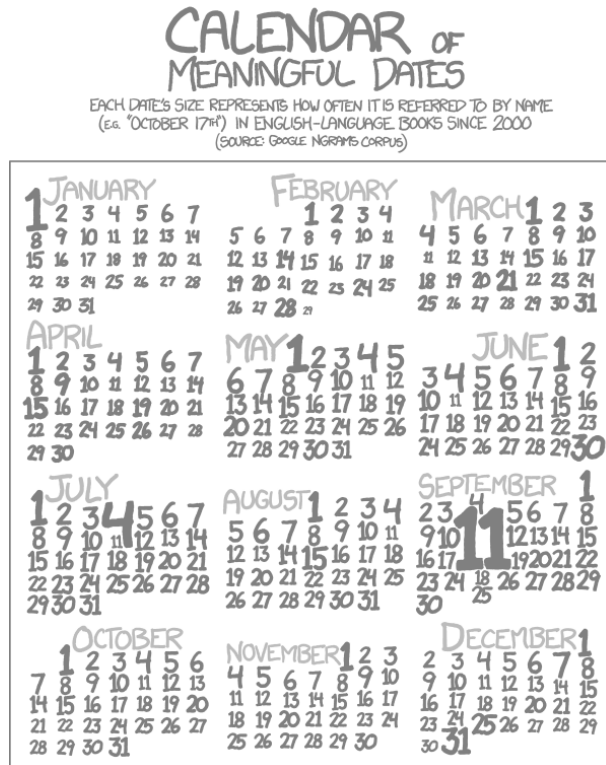 CALENDAR OF
MEANINGFUL DATES
EACH DATE'S SIZE REPRESENTS HOW OFTEN IT IS REFERRED TO BY NAME
(E.G. "OCTOBER 17TH") IN ENGLISH-LANGUAGE BOOKS SINCE 2000
(SOURCE: GOOGLE NGRAMS CORPUS)
JANUARY
1 2 3 4 5 6 7
8 9 10 11 12 13 14
15 16 17 18 19 20 21
22 23 24 25 26 27 28
29 30 31
FEBRUARY
1 2 3 4
5 6 7 8 9 10 11
12 13 14 15 16 17 18
19 20 21 22 23 24 25
26 27 28 29
MARCH 1 2 3
4 5 6 7 8 9 10
11 12 13 14 15 16 17
18 19 20 21 22 23 24
25 26 27 28 29 30 31
APRIL
1 2 3 4 5 6 7
8 9 10 11 12 13 14
15 16 17 18 19 20 21
22 23 24 25 26 27 28
29 30
MAY 1 2 3 4 5
6 7 8 9 10 11 12
13 14 15 16 17 18 19
20 21 22 23 24 25 26
27 28 29 30 31
JUNE 1 2
3 4 5 6 7 8 9
10 11 12 13 14 15 16
17 18 19 20 21 22 23
24 25 26 27 28 29 30
JULY
1 2 3 4 5 6 7
8 9 10 11 12 13 14
15 16 17 18 19 20 21
22 23 24 25 26 27 28
29 30 31
AUGUST 1 2 3 4
5 6 7 8 9 10 11
12 13 14 15 16 17 18
19 20 21 22 23 24 25
26 27 28 29 30 31
SEPTEMBER 1
2 3 4 5 6 7 8
9 10 11 12 13 14 15
16 17 18 19 20 21 22
23 24 25 26 27 28 29
30
OCTOBER
1 2 3 4 5 6
7 8 9 10 11 12 13
14 15 16 17 18 19 20
21 22 23 24 25 26 27
28 29 30 31
NOVEMBER 1 2 3
4 5 6 7 8 9 10
11 12 13 14 15 16 17
18 19 20 21 22 23 24
25 26 27 28 29 30
DECEMBER 1
2 3 4 5 6 7 8
9 10 11 12 13 14 15
16 17 18 19 20 21 22
23 24 25 26 27 28 29
30 31